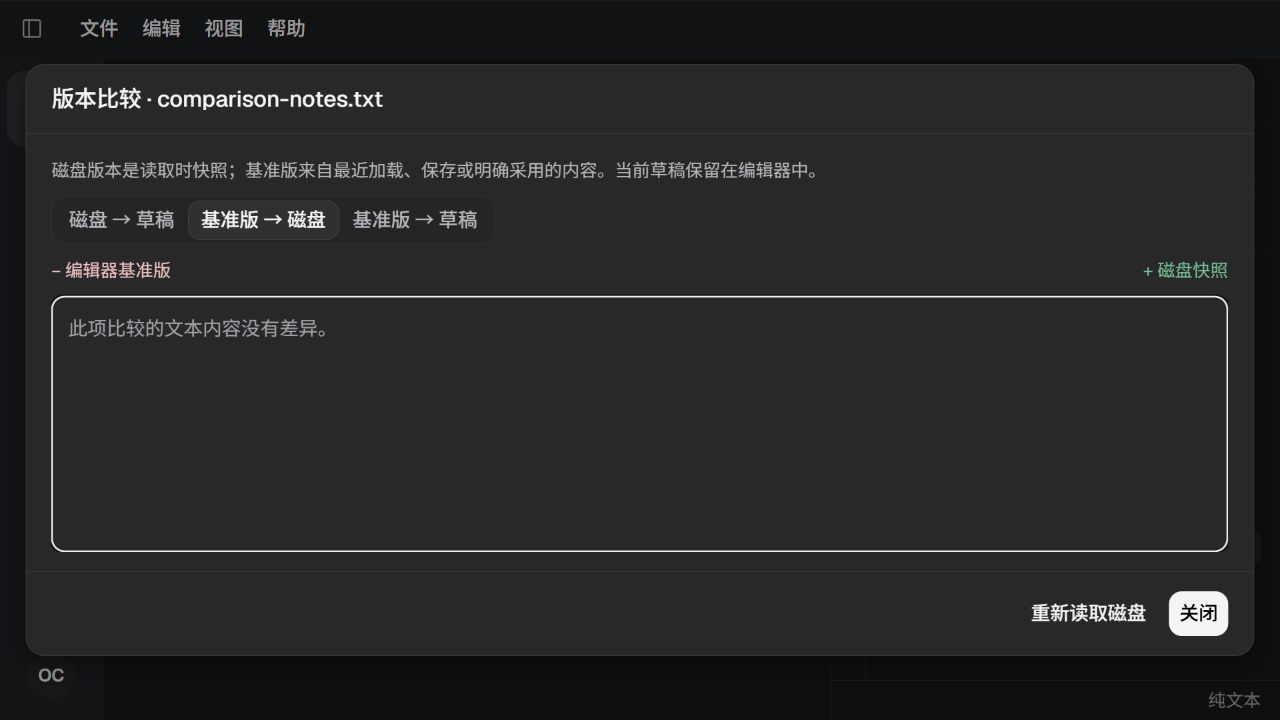 文件 编辑 视图 帮助
版本比较 · comparison-notes.txt
磁盘版本是读取时快照；基准版来自最近加载、保存或明确采用的内容。当前草稿保留在编辑器中。
磁盘 → 草稿 基准版 → 磁盘 基准版 → 草稿
– 编辑器基准版 + 磁盘快照
此项比较的文本内容没有差异。
重新读取磁盘 关闭
OC
纯文本